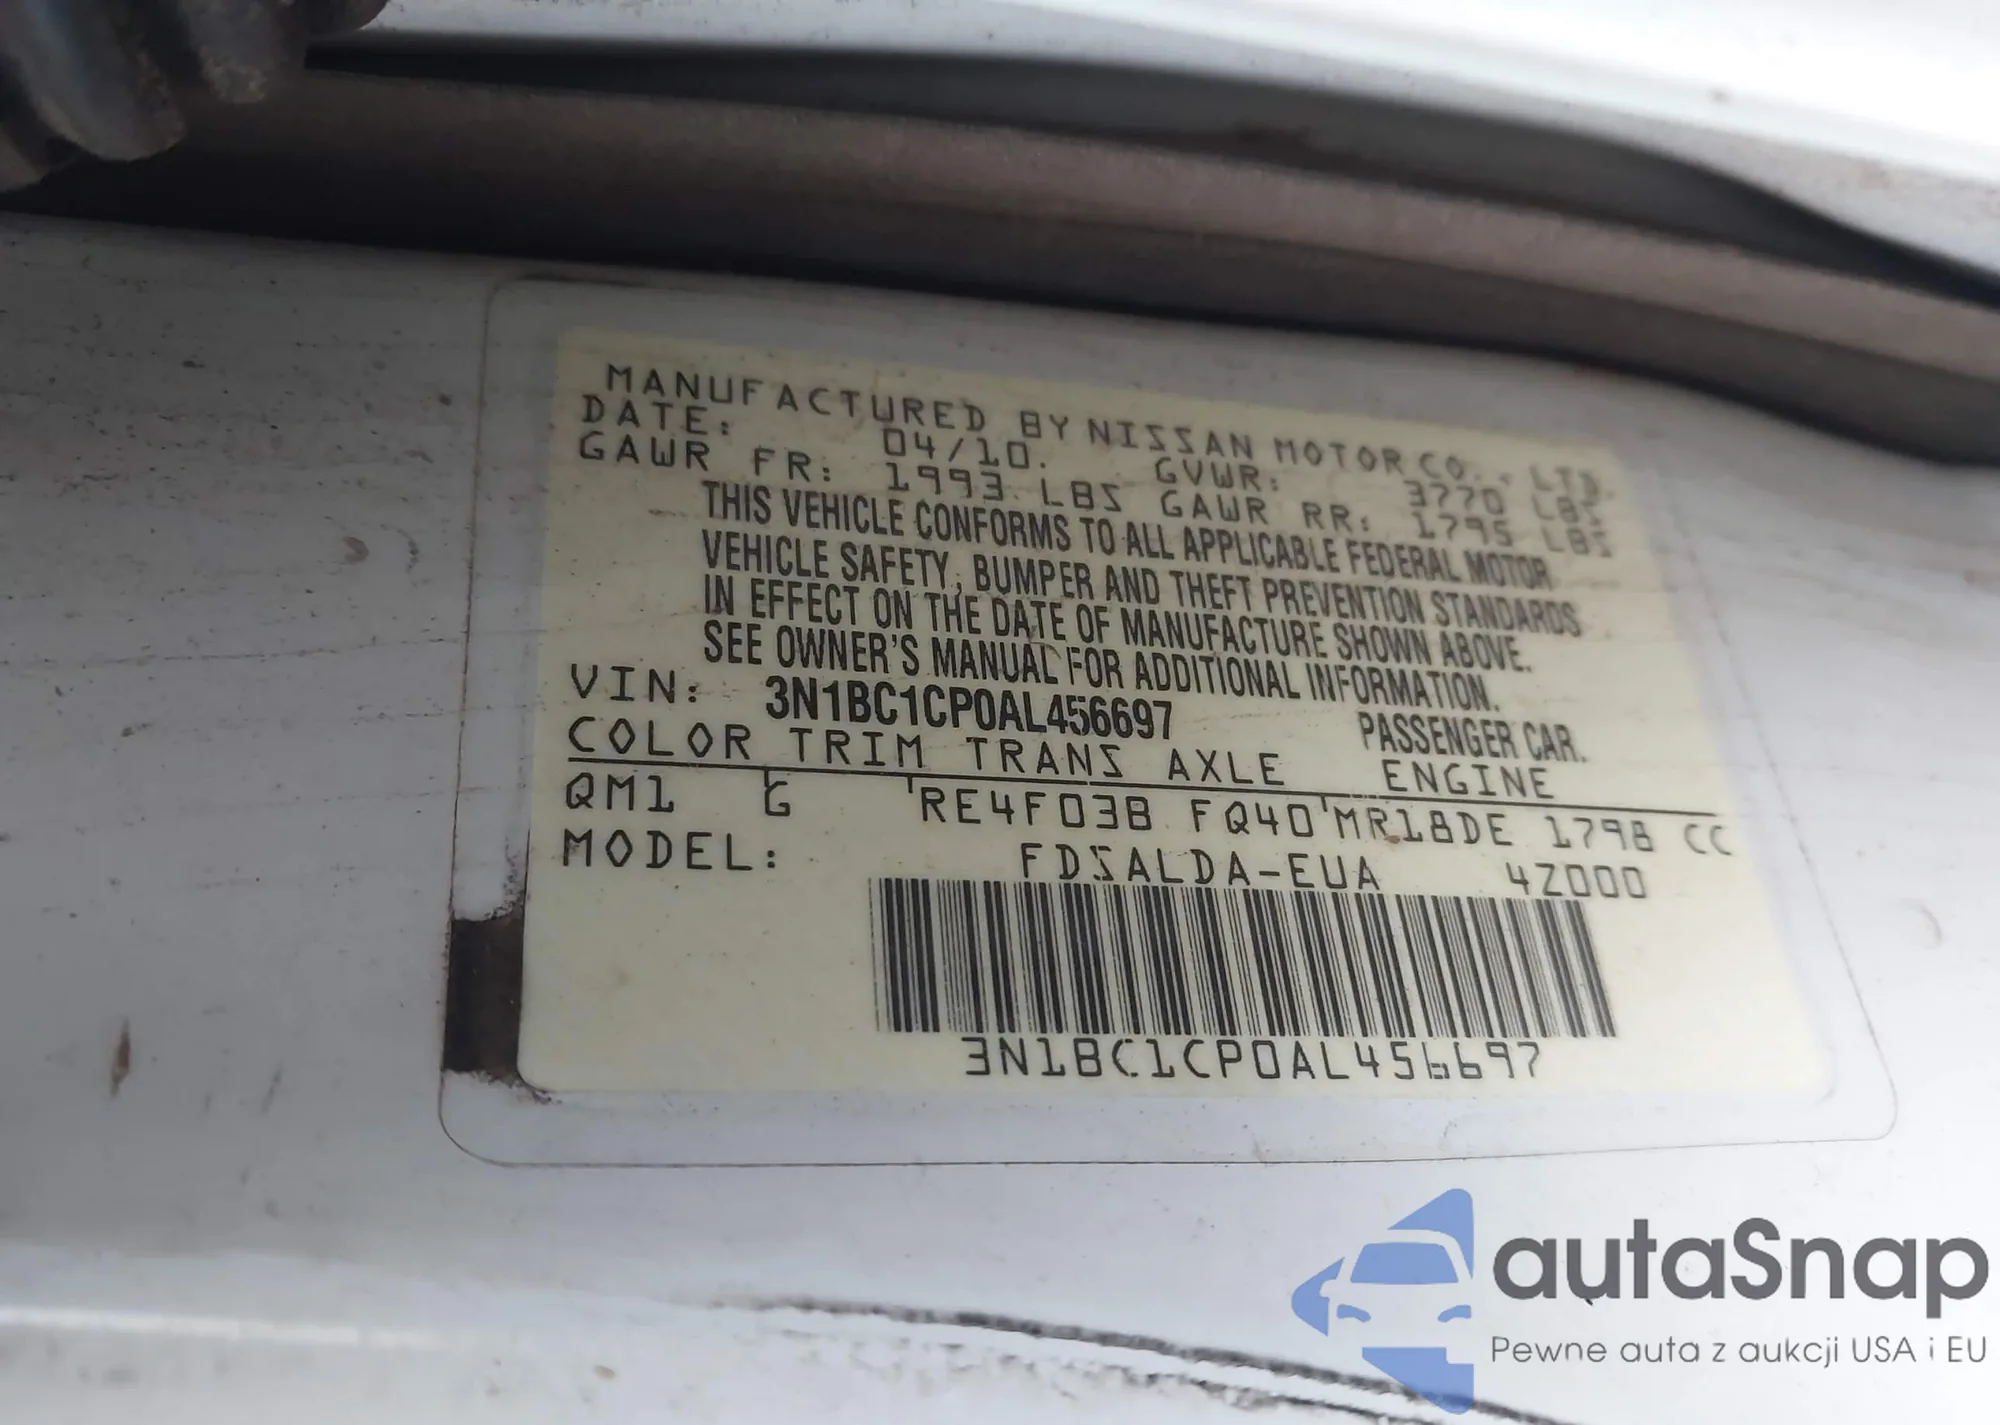 MANUFACTURED BY NISSAN MOTOR CO., LTD.
DATE: 04/10. GVWR: 3770 LBS
GAWR FR: 1993 LBS GAWR RR: 1795 LBS
THIS VEHICLE CONFORMS TO ALL APPLICABLE FEDERAL MOTOR
VEHICLE SAFETY, BUMPER AND THEFT PREVENTION STANDARDS
IN EFFECT ON THE DATE OF MANUFACTURE SHOWN ABOVE.
SEE OWNER'S MANUAL FOR ADDITIONAL INFORMATION.
VIN: 3N1BC1CP0AL456697 PASSENGER CAR.
COLOR TRIM TRANS AXLE ENGINE
QM1 G RE4F03B FQ40 MR18DE 1798 CC
MODEL: FDSALDA-EUA 4Z000
3N1BC1CP0AL456697
autaSnap
Pewne auta z aukcji USA i EU